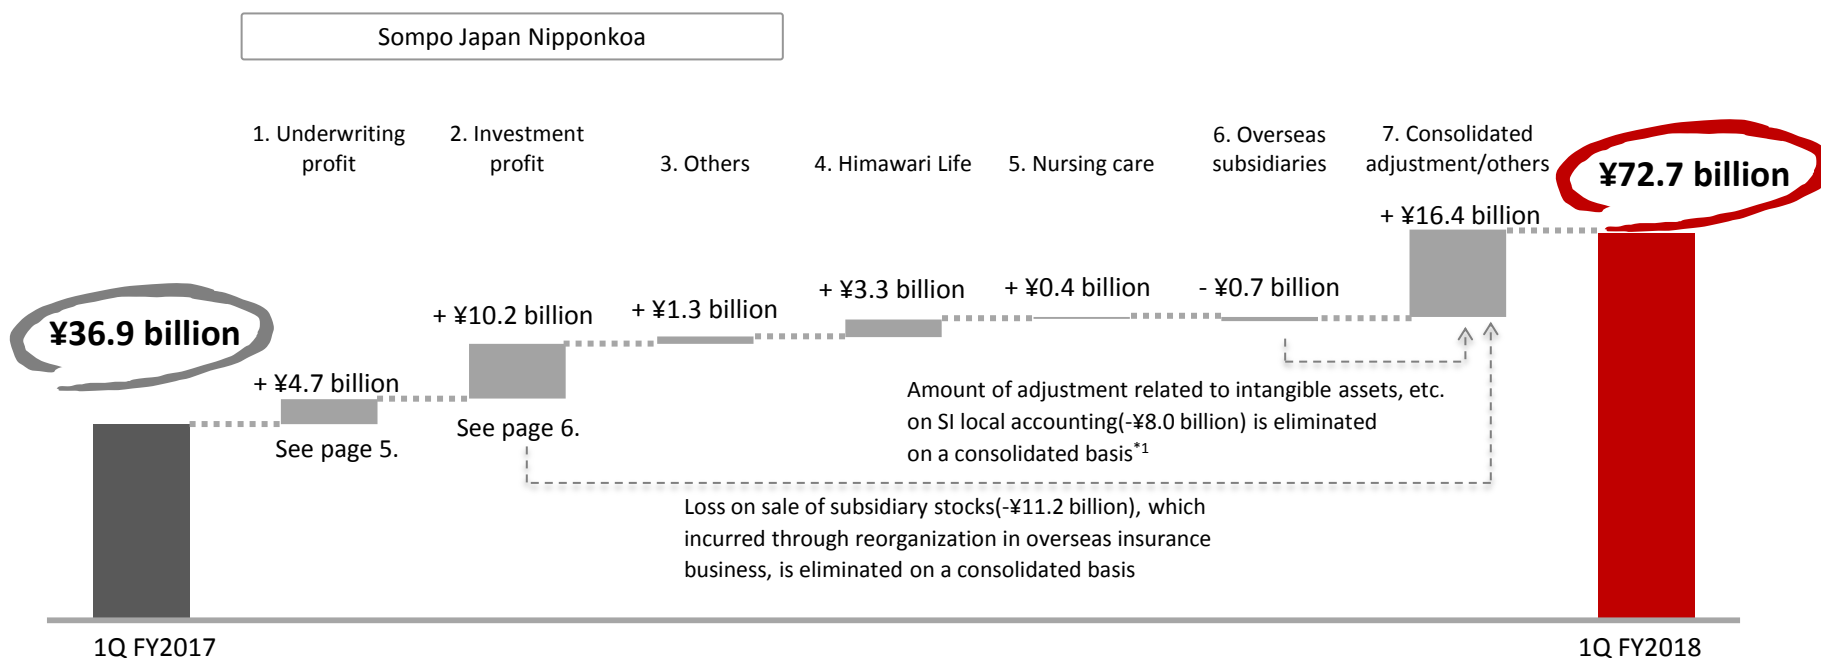 Sompo Japan Nipponkoa
1. Underwriting
profit
2. Investment
profit
3. Others
4. Himawari Life
5. Nursing care
6. Overseas
subsidiaries
7. Consolidated
adjustment/others
¥72.7 billion
+ ¥16.4 billion
¥36.9 billion
+ ¥4.7 billion
+ ¥10.2 billion
+ ¥1.3 billion
+ ¥3.3 billion
+ ¥0.4 billion
- ¥0.7 billion
See page 5.
See page 6.
Amount of adjustment related to intangible assets, etc.
on SI local accounting(-¥8.0 billion) is eliminated
on a consolidated basis*1
Loss on sale of subsidiary stocks(-¥11.2 billion), which
incurred through reorganization in overseas insurance
business, is eliminated on a consolidated basis
1Q FY2017
1Q FY2018